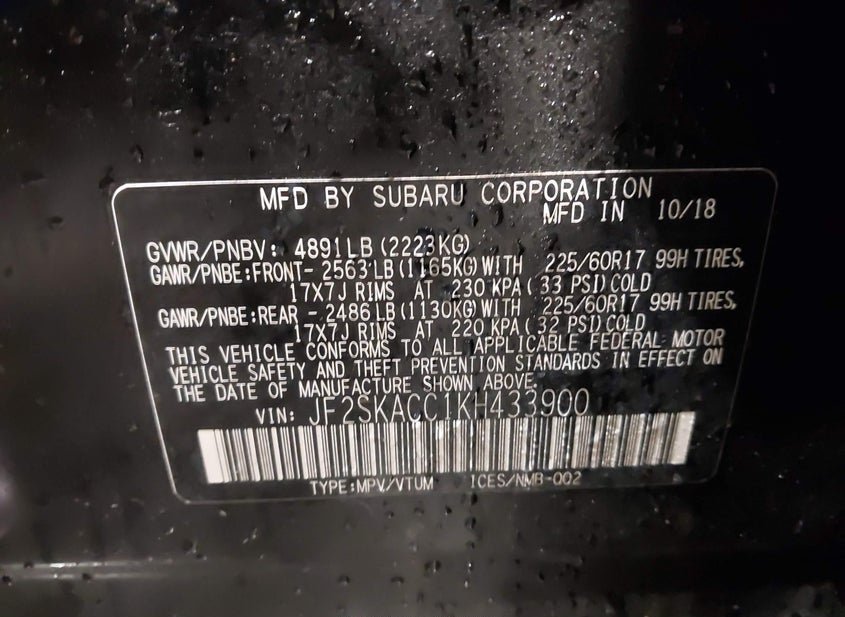 MFD BY SUBARU CORPORATION
MFD IN 10/18
GVWR/PNBV: 4891LB (2223KG)
GAWR/PNBE:FRONT- 2563 LB (1165KG) WITH 225/60R17 99H TIRES,
17X7J RIMS AT 230 KPA( 33 PSI) COLD
GAWR/PNBE:REAR - 2486 LB (1130KG) WITH 225/60R17 99H TIRES,
17X7J RIMS AT 220 KPA( 32 PSI) COLD
THIS VEHICLE CONFORMS TO ALL APPLICABLE FEDERAL MOTOR
VEHICLE SAFETY AND THEFT PREVENTION STANDARDS IN EFFECT ON
THE DATE OF MANUFACTURE SHOWN ABOVE.
VIN: JF2SKACC1KH433900
TYPE:MPV/VTUM ICES/NMB-002